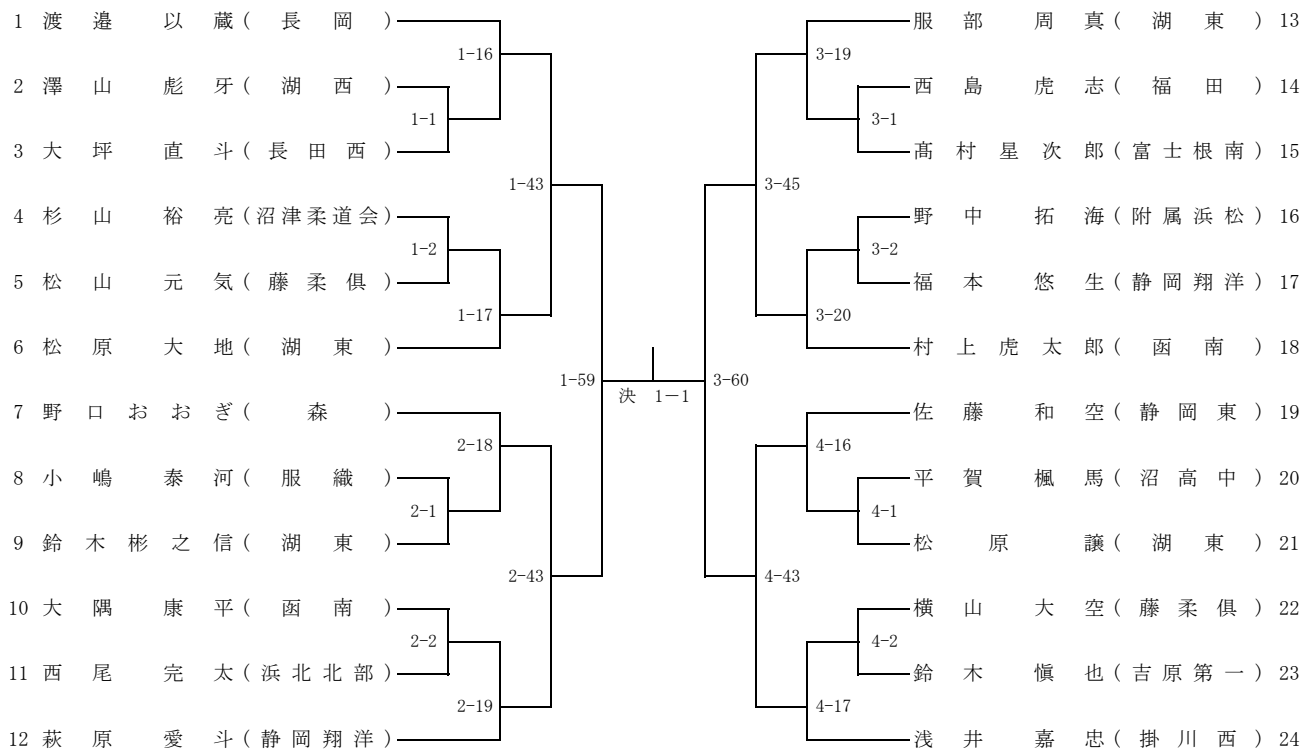 1 渡邉以蔵(長岡)
服部周真(湖東) 13
1-16
3-19
2 澤山彪牙(湖西)
西島虎志(福田) 14
1-1
3-1
3 大坪直斗(長田西)
髙村星次郎(富士根南) 15
1-43
3-45
4 杉山裕亮(沼津柔道会)
野中拓海(附属浜松) 16
1-2
3-2
5 松山元気(藤柔倶)
福本悠生(静岡翔洋) 17
1-17
3-20
6 松原大地(湖東)
村上虎太郎(函南) 18
1-59
3-60
決 1-1
7 野口おおぎ(森)
佐藤和空(静岡東) 19
2-18
4-16
8 小嶋泰河(服織)
平賀楓馬(沼高中) 20
2-1
4-1
9 鈴木彬之信(湖東)
松原譲(湖東) 21
2-43
4-43
10 大隅康平(函南)
横山大空(藤柔倶) 22
2-2
4-2
11 西尾完太(浜北北部)
鈴木愼也(吉原第一) 23
2-19
4-17
12 萩原愛斗(静岡翔洋)
浅井嘉忠(掛川西) 24